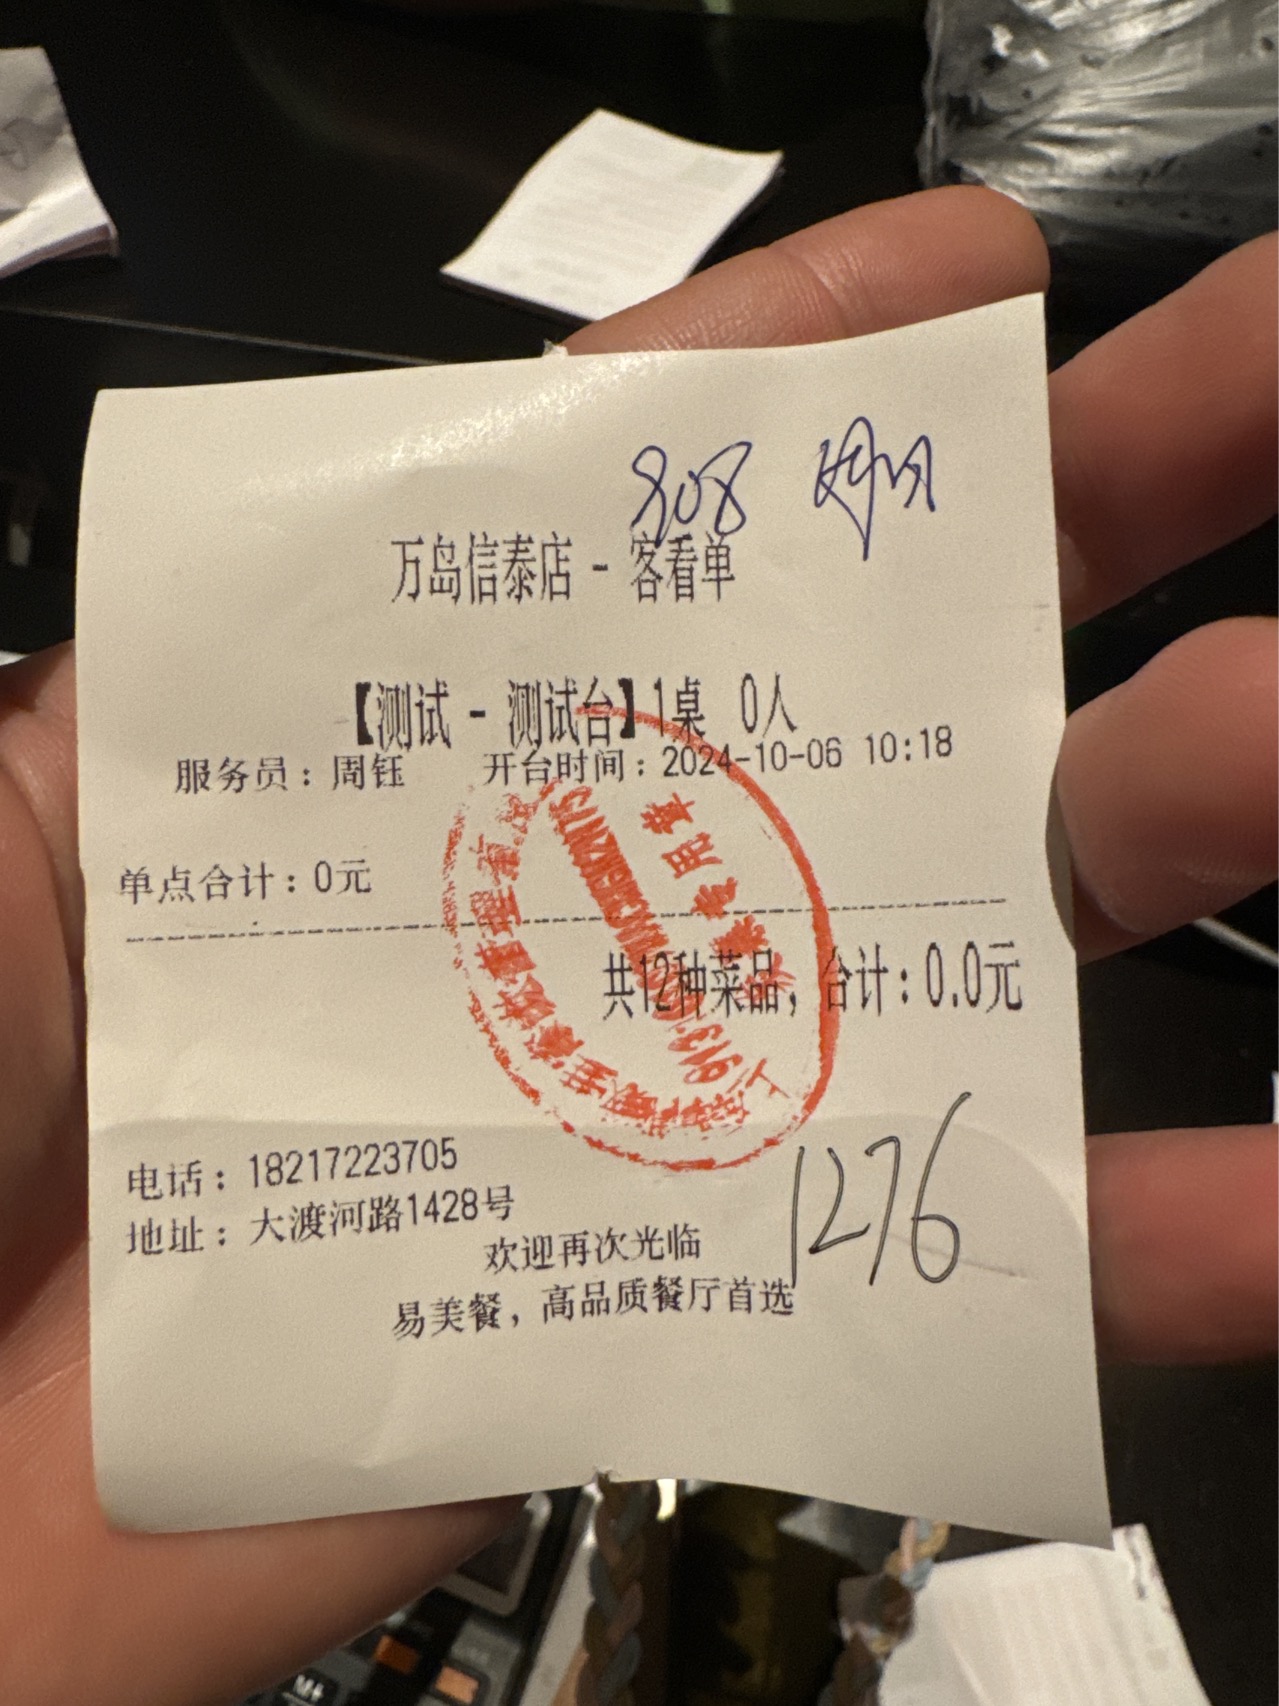 808
万岛信泰店 - 客看单
【测试 - 测试台】1桌 0人
服务员：周钰 开台时间：2024-10-06 10:18
单点合计：0元
共12种菜品，合计：0.0元
电话：18217223705
地址：大渡河路1428号
1276
欢迎再次光临
易美餐，高品质餐厅首选
专用章
M+